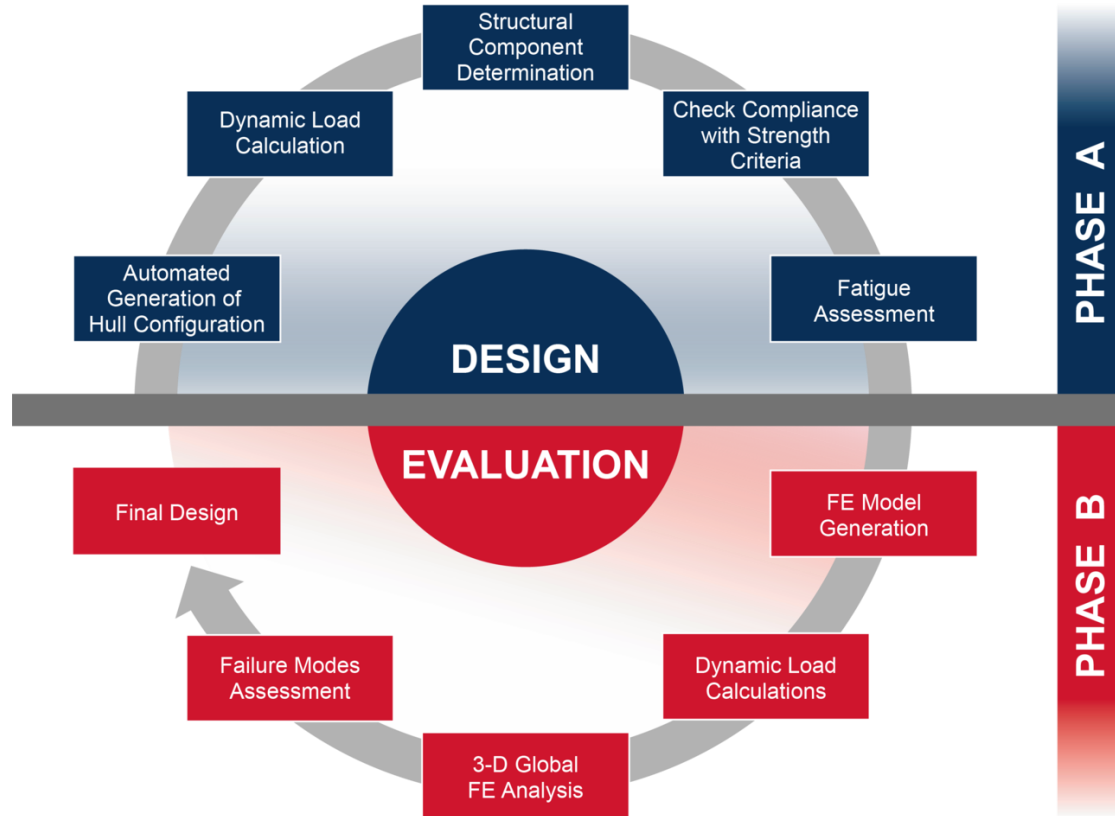 Structural
Component
Determination
Dynamic Load
Calculation
Check Compliance
with Strength
Criteria
Automated
Generation of
Hull Configuration
Fatigue
Assessment
DESIGN
PHASE A
EVALUATION
Final Design
FE Model
Generation
Failure Modes
Assessment
Dynamic Load
Calculations
3-D Global
FE Analysis
PHASE B